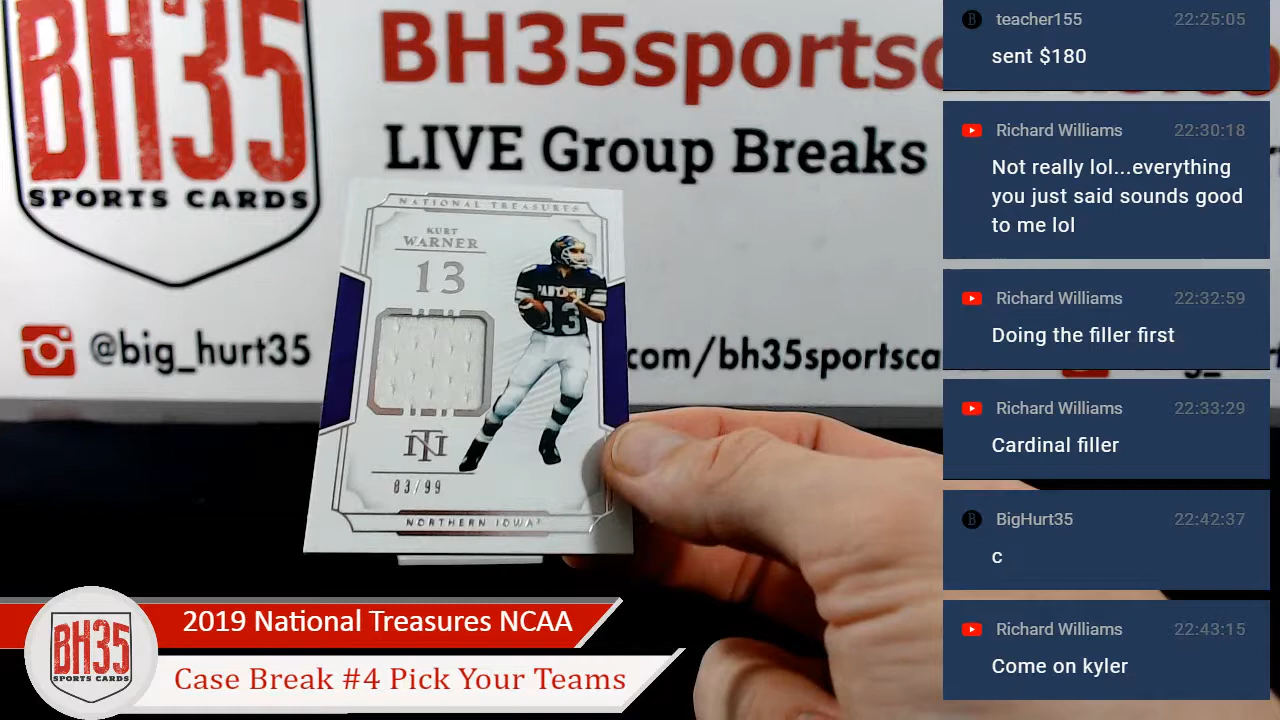 BH35
SPORTS CARDS
BH35sportsc
LIVE Group Breaks
@big_hurt35
com/bh35sportsca
NATIONAL TREASURES
KURT
WARNER
13
PANTHERS
13
NT
83/99
NORTHERN IOWA
2019 National Treasures NCAA
Case Break #4 Pick Your Teams
BH35
SPORTS CARDS
teacher155 22:25:05
sent $180
Richard Williams 22:30:18
Not really lol...everything
you just said sounds good
to me lol
Richard Williams 22:32:59
Doing the filler first
Richard Williams 22:33:29
Cardinal filler
BigHurt35 22:42:37
c
Richard Williams 22:43:15
Come on kyler